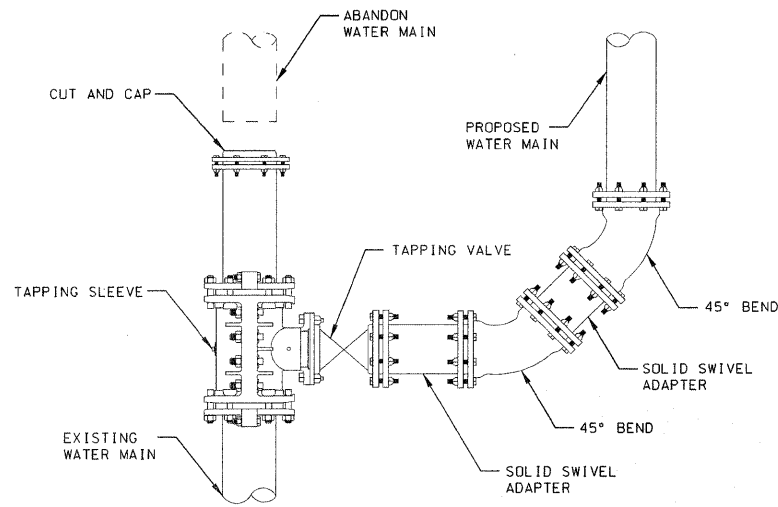 ABANDON
WATER MAIN
CUT AND CAP
PROPOSED
WATER MAIN
TAPPING VALVE
TAPPING SLEEVE
45° BEND
SOLID SWIVEL
ADAPTER
45° BEND
EXISTING
WATER MAIN
SOLID SWIVEL
ADAPTER